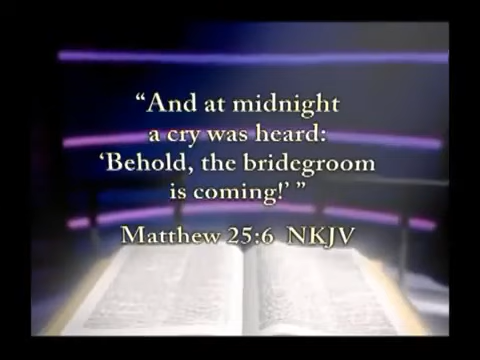 “And at midnight
a cry was heard:
‘Behold, the bridegroom
is coming!’ ”
Matthew 25:6 NKJV